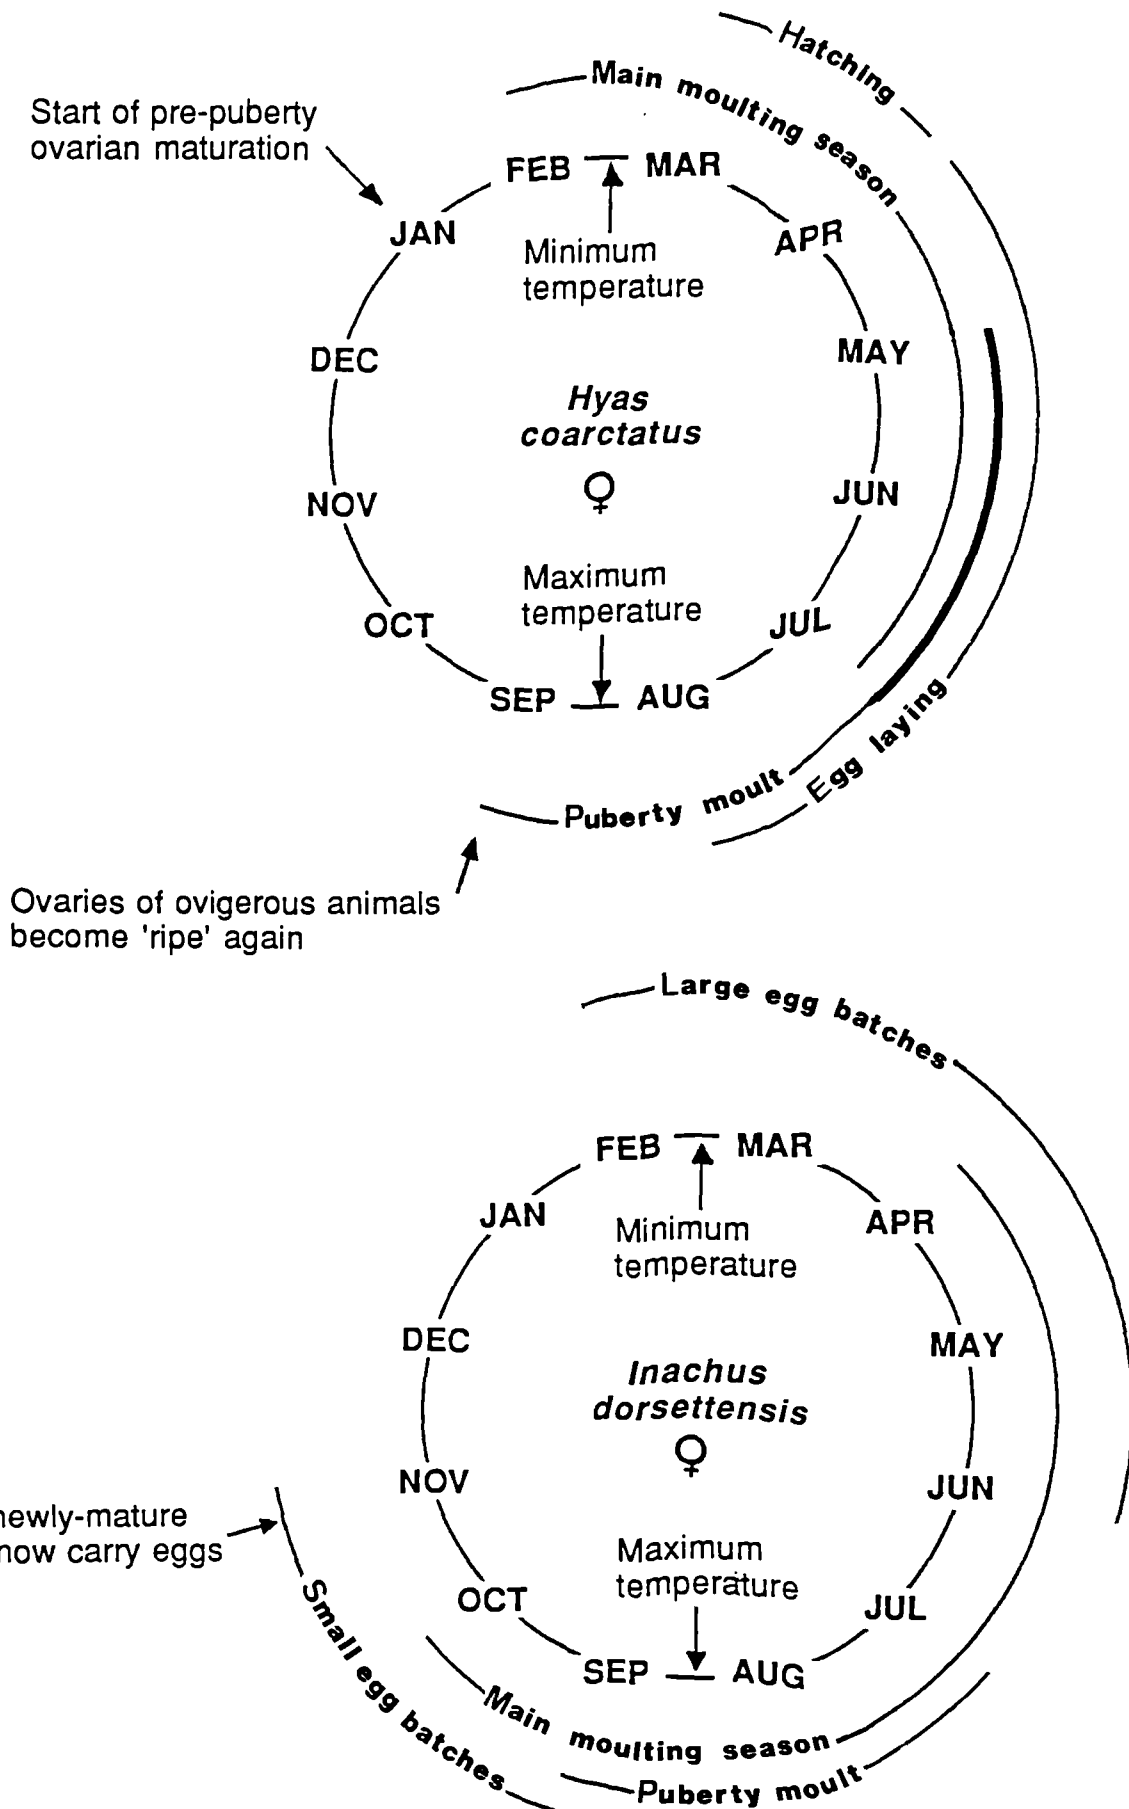 Hatching
Main moulting season
Start of pre-puberty
ovarian maturation
FEB
MAR
JAN
APR
Minimum
temperature
DEC
MAY
Hyas
coarctatus
♀
NOV
JUN
Maximum
temperature
OCT
JUL
SEP
AUG
Egg laying
Puberty moult
Ovaries of ovigerous animals
become 'ripe' again
Large egg batches
FEB
MAR
JAN
APR
Minimum
temperature
DEC
MAY
Inachus
dorsettensis
♀
NOV
JUN
newly-mature
now carry eggs
Maximum
temperature
OCT
JUL
SEP
AUG
Small egg batches
Main moulting season
Puberty moult